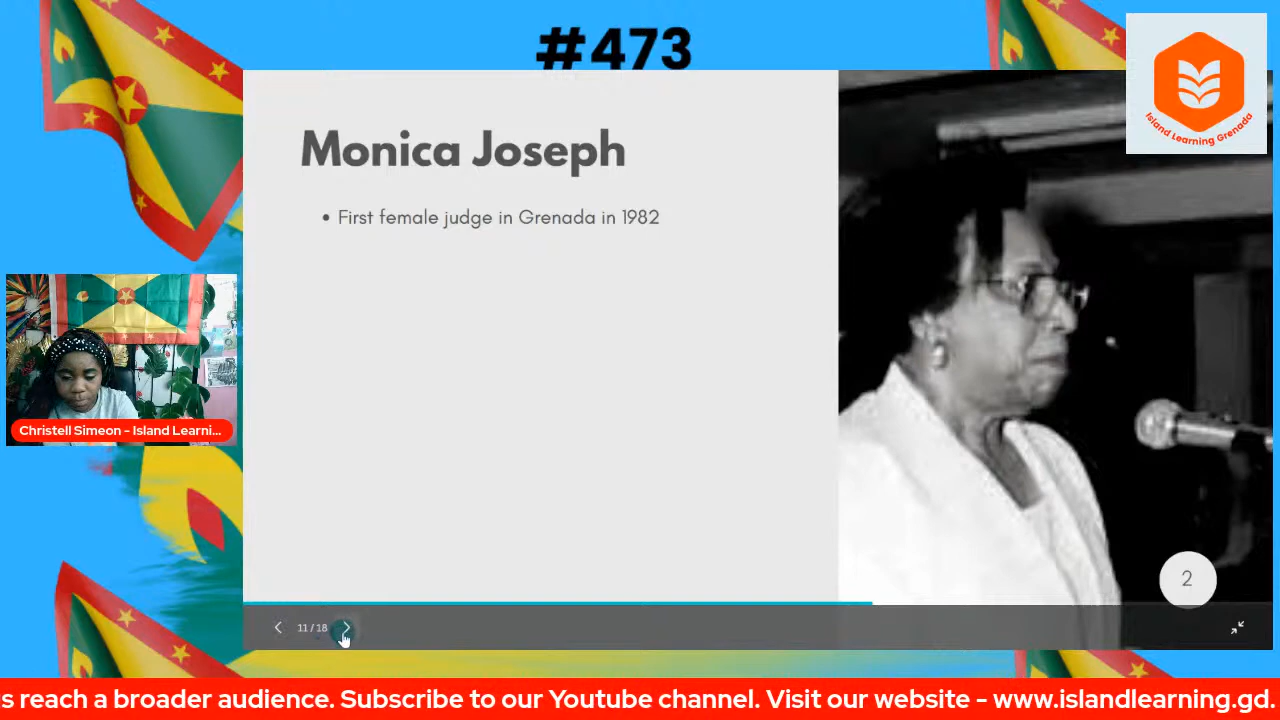 #473
Island Learning Grenada
Monica Joseph
• First female judge in Grenada in 1982
Christell Simeon - Island Learni...
2
11 / 18
s reach a broader audience. Subscribe to our Youtube channel. Visit our website - www.islandlearning.gd.